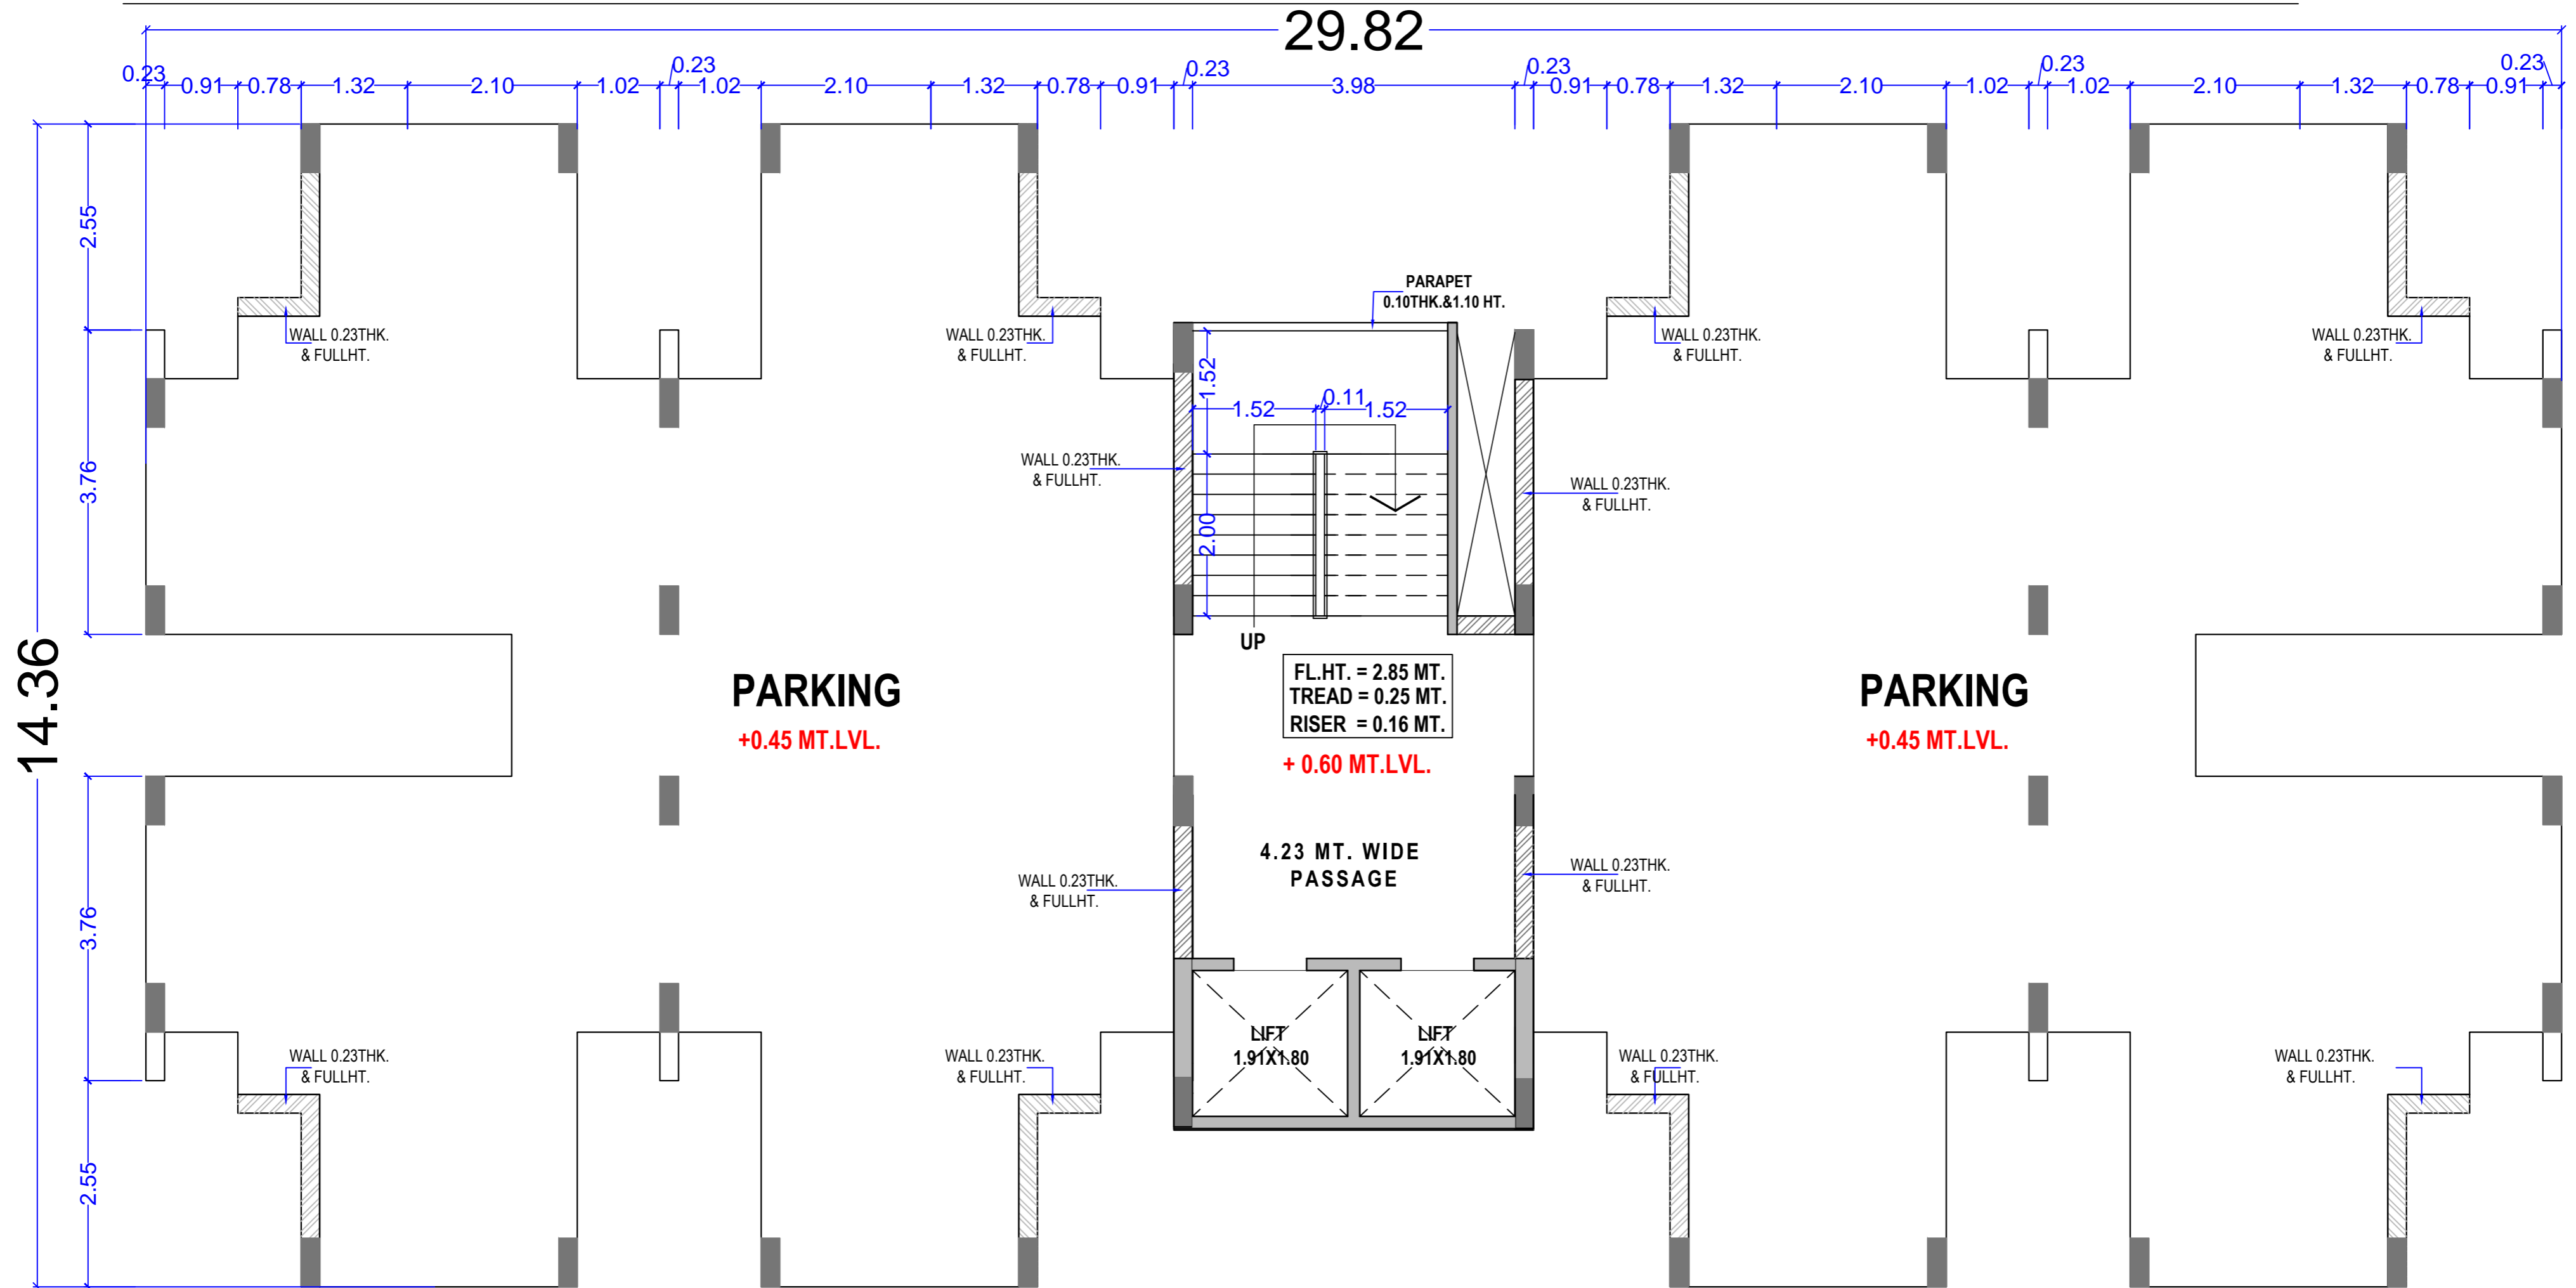 29.82
0.23
0.91
0.78
1.32
2.10
1.02
0.23
1.02
2.10
1.32
0.78
0.91
0.23
3.98
0.23
0.91
0.78
1.32
2.10
1.02
0.23
1.02
2.10
1.32
0.78
0.91
0.23
14.36
2.55
3.76
3.76
2.55
WALL 0.23THK.
& FULLHT.
WALL 0.23THK.
& FULLHT.
PARAPET
0.10THK.&1.10 HT.
WALL 0.23THK.
& FULLHT.
WALL 0.23THK.
& FULLHT.
1.52
1.52
0.11
1.52
2.00
WALL 0.23THK.
& FULLHT.
WALL 0.23THK.
& FULLHT.
UP
FL.HT. = 2.85 MT.
TREAD = 0.25 MT.
RISER = 0.16 MT.
+ 0.60 MT.LVL.
PARKING
+0.45 MT.LVL.
PARKING
+0.45 MT.LVL.
4.23 MT. WIDE
PASSAGE
WALL 0.23THK.
& FULLHT.
WALL 0.23THK.
& FULLHT.
LIFT
1.91X1.80
LIFT
1.91X1.80
WALL 0.23THK.
& FULLHT.
WALL 0.23THK.
& FULLHT.
WALL 0.23THK.
& FULLHT.
WALL 0.23THK.
& FULLHT.